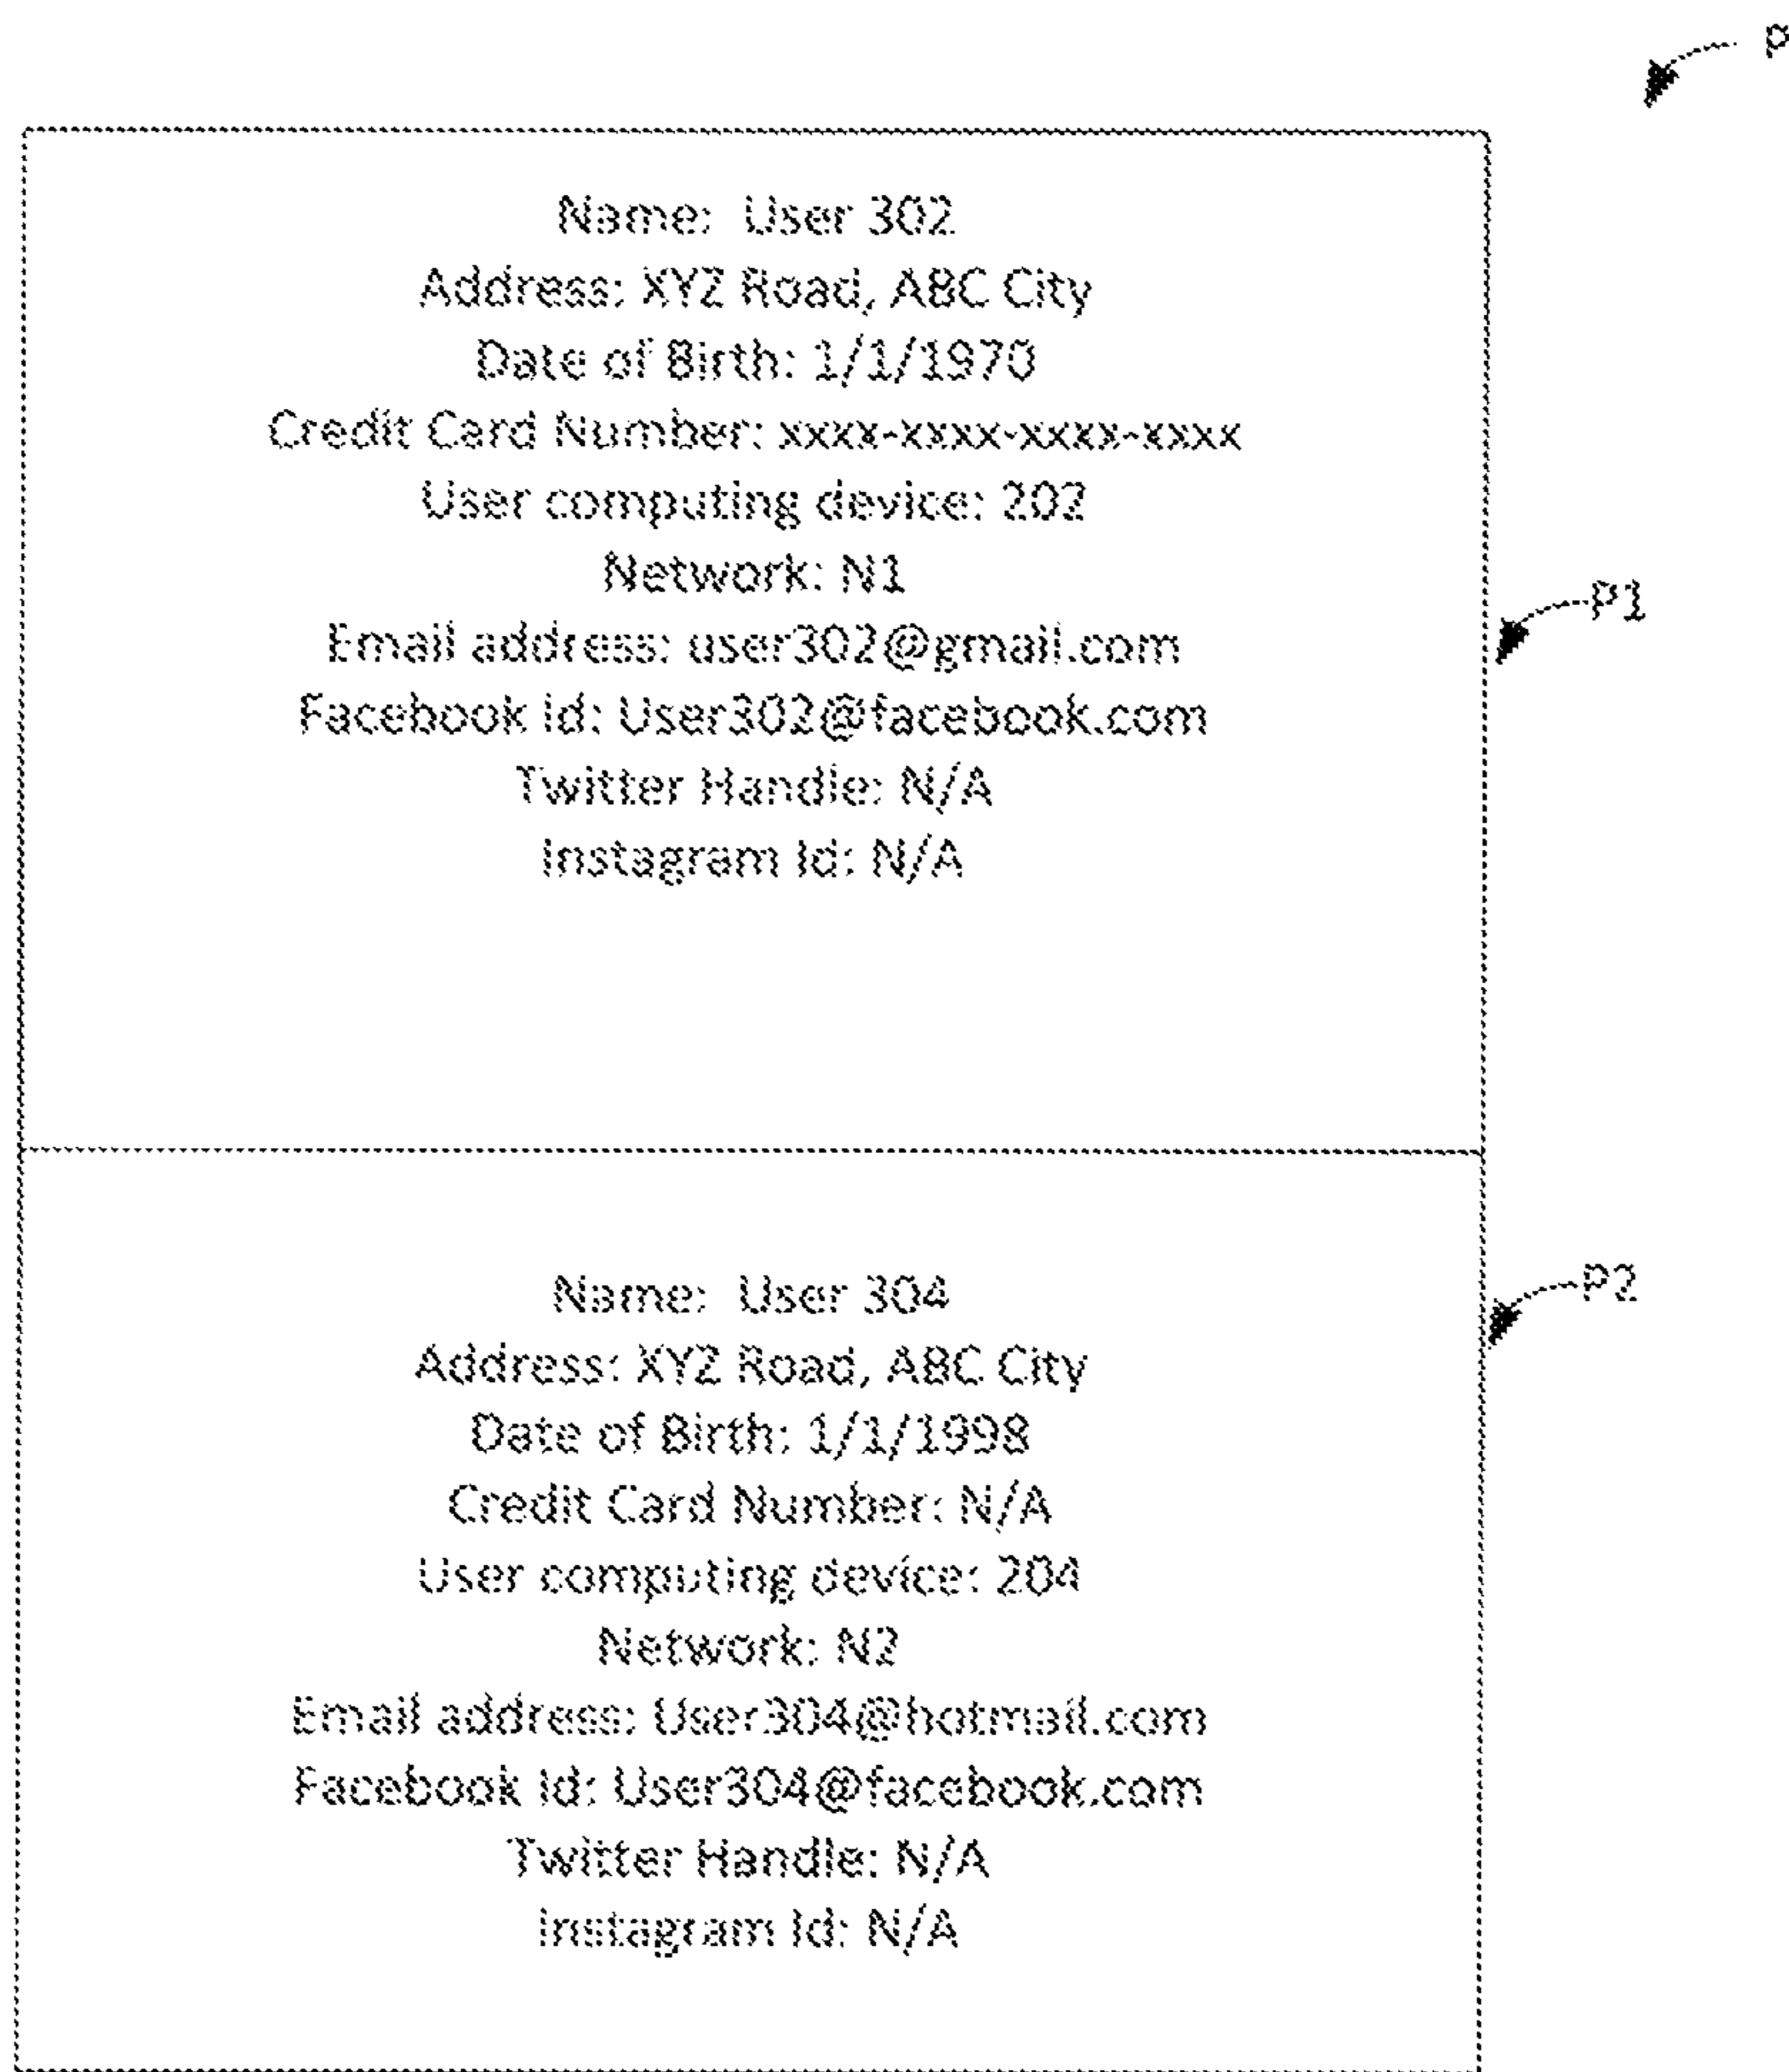 P
Name: User 302
Address: XYZ Road, ABC City
Date of Birth: 1/1/1970
Credit Card Number: xxxx-xxxx-xxxx-xxxx
User computing device: 202
Network: N1
P1
Email address: user302@gmail.com
Facebook Id: User302@facebook.com
Twitter Handle: N/A
Instagram Id: N/A
Name: User 304
P2
Address: XYZ Road, ABC City
Date of Birth: 1/1/1998
Credit Card Number: N/A
User computing device: 204
Network: N2
Email address: User304@hotmail.com
Facebook Id: User304@facebook.com
Twitter Handle: N/A
Instagram Id: N/A